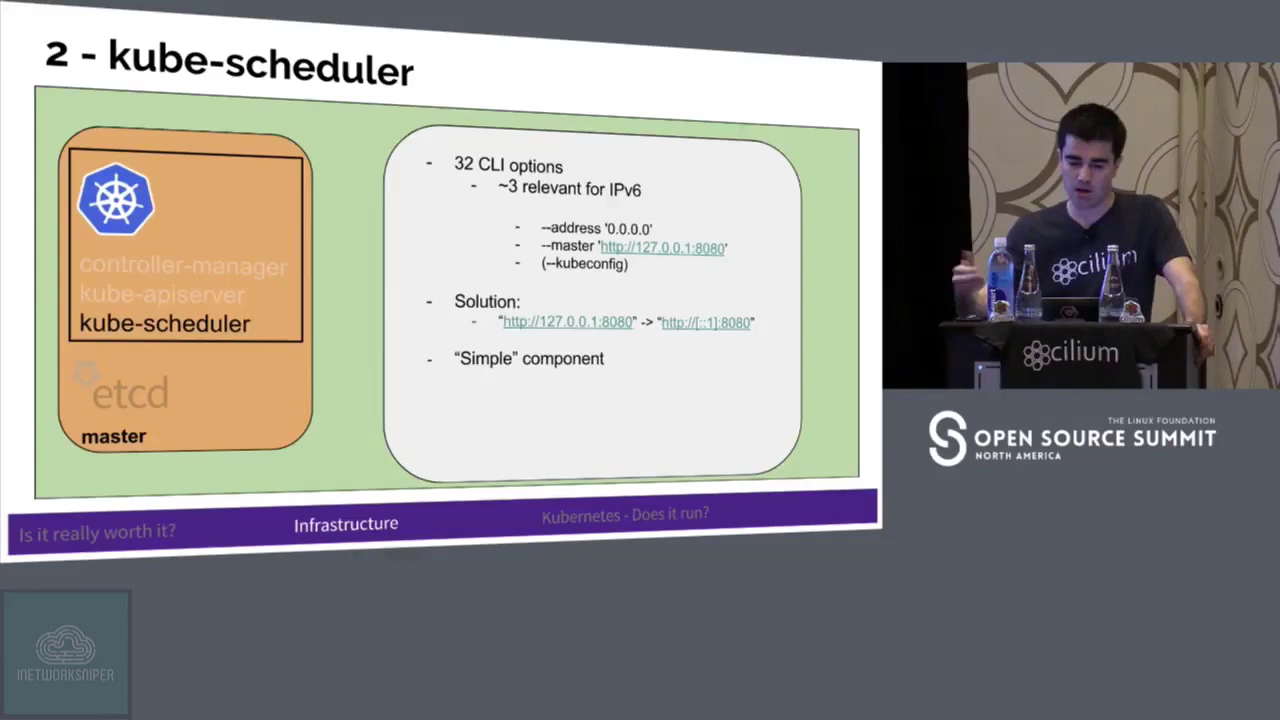 2 - kube-scheduler
controller-manager
kube-apiserver
kube-scheduler
etcd
master
- 32 CLI options
- ~3 relevant for IPv6
- --address '0.0.0.0'
- --master 'http://127.0.0.1:8080'
- (--kubeconfig)
- Solution:
- “http://127.0.0.1:8080” -> “http://[::1]:8080”
- “Simple” component
Is it really worth it?
Infrastructure
Kubernetes - Does it run?
cilium
cilium
THE LINUX FOUNDATION
OPEN SOURCE SUMMIT
NORTH AMERICA
INETWORKSNIPER